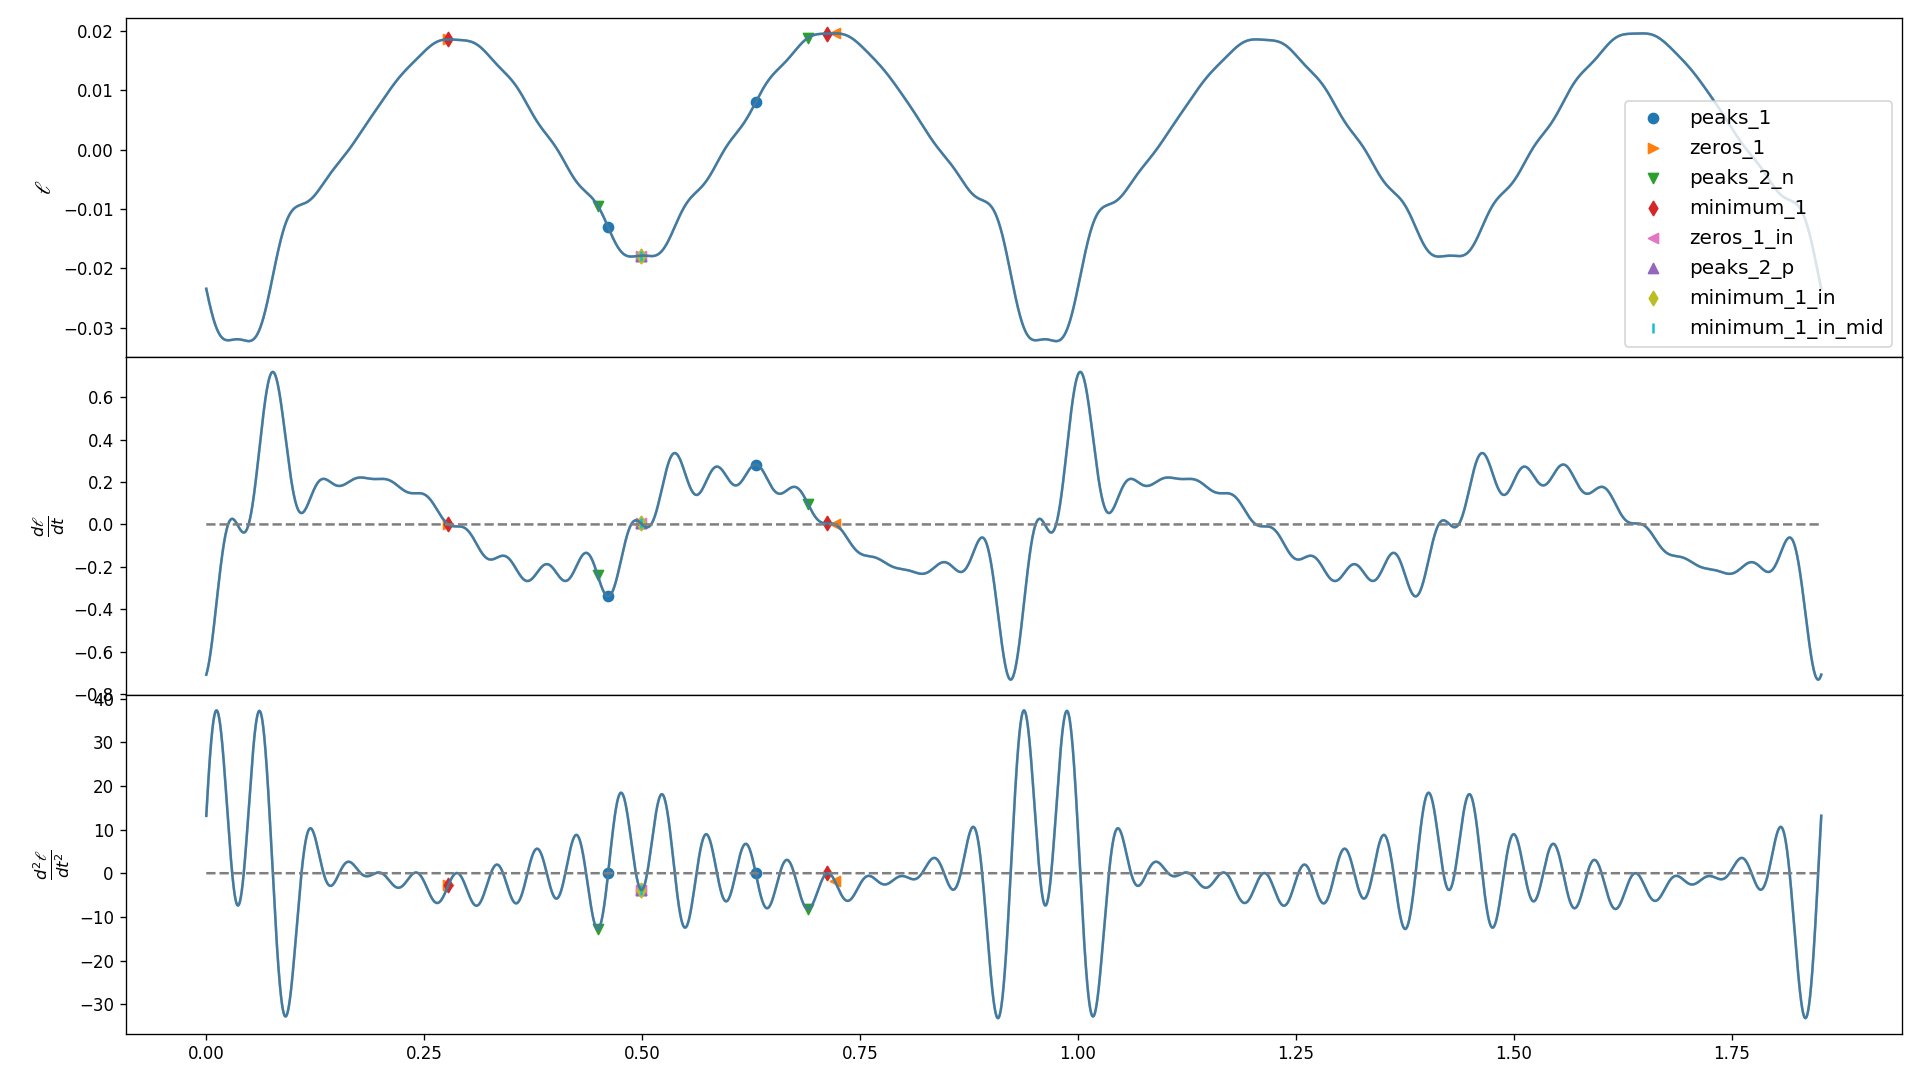 0.02
0.01
0.00
−0.01
−0.02
−0.03
ℓ
peaks_1
zeros_1
peaks_2_n
minimum_1
zeros_1_in
peaks_2_p
minimum_1_in
minimum_1_in_mid
0.6
0.4
0.2
0.0
−0.2
−0.4
−0.6
−0.8
dℓ
dt
40
30
20
10
0
−10
−20
−30
d²ℓ
dt²
0.00 0.25 0.50 0.75 1.00 1.25 1.50 1.75